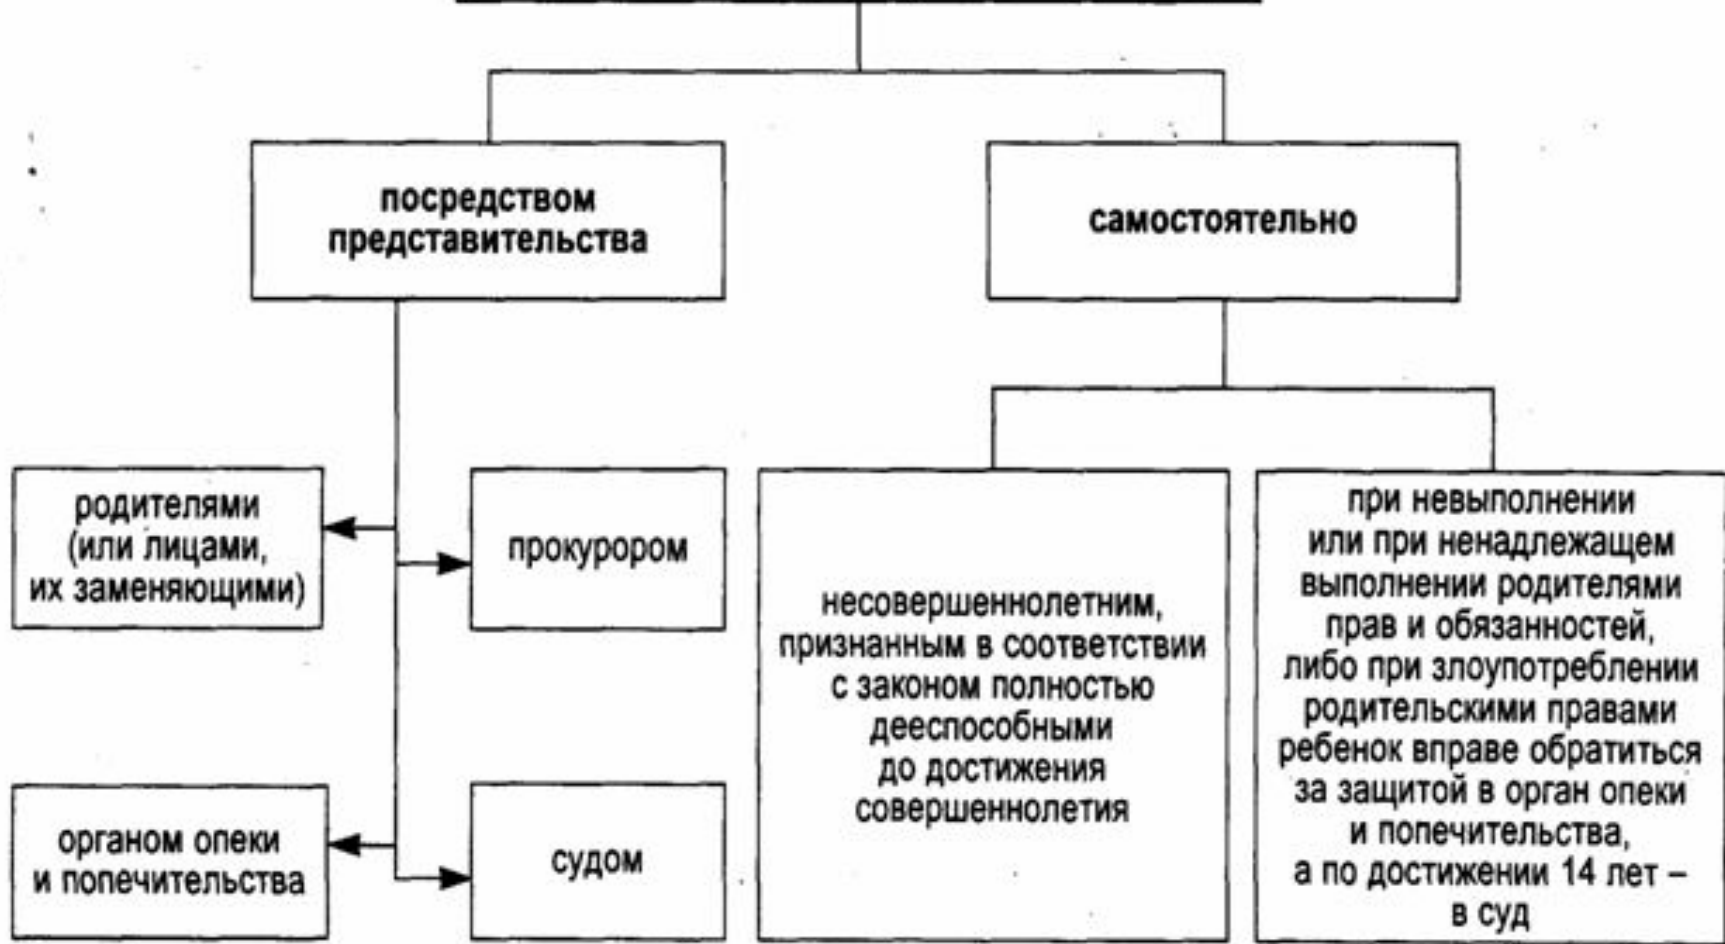 посредством
представительства
самостоятельно
родителями
(или лицами,
их заменяющими)
прокурором
органом опеки
и попечительства
судом
несовершеннолетним,
признанным в соответствии
с законом полностью
дееспособными
до достижения
совершеннолетия
при невыполнении
или при ненадлежащем
выполнении родителями
прав и обязанностей,
либо при злоупотреблении
родительскими правами
ребенок вправе обратиться
за защитой в орган опеки
и попечительства,
а по достижении 14 лет –
в суд